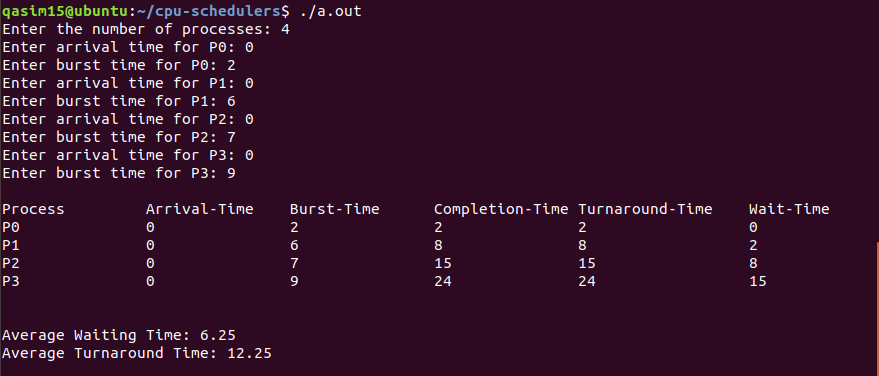 qasim15@ubuntu:~/cpu-schedulers$ ./a.out
Enter the number of processes: 4
Enter arrival time for P0: 0
Enter burst time for P0: 2
Enter arrival time for P1: 0
Enter burst time for P1: 6
Enter arrival time for P2: 0
Enter burst time for P2: 7
Enter arrival time for P3: 0
Enter burst time for P3: 9
Process Arrival-Time Burst-Time Completion-Time Turnaround-Time Wait-Time
P0 0 2 2 2 0
P1 0 6 8 8 2
P2 0 7 15 15 8
P3 0 9 24 24 15
Average Waiting Time: 6.25
Average Turnaround Time: 12.25